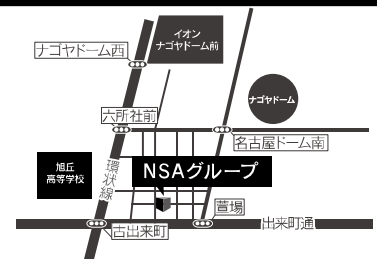 イオン
ナゴヤドーム前
ナゴヤドーム西
ナゴヤドーム
六所社前
名古屋ドーム南
旭丘
高等学校
環状線
NSAグループ
萱場
出来町通
古出来町